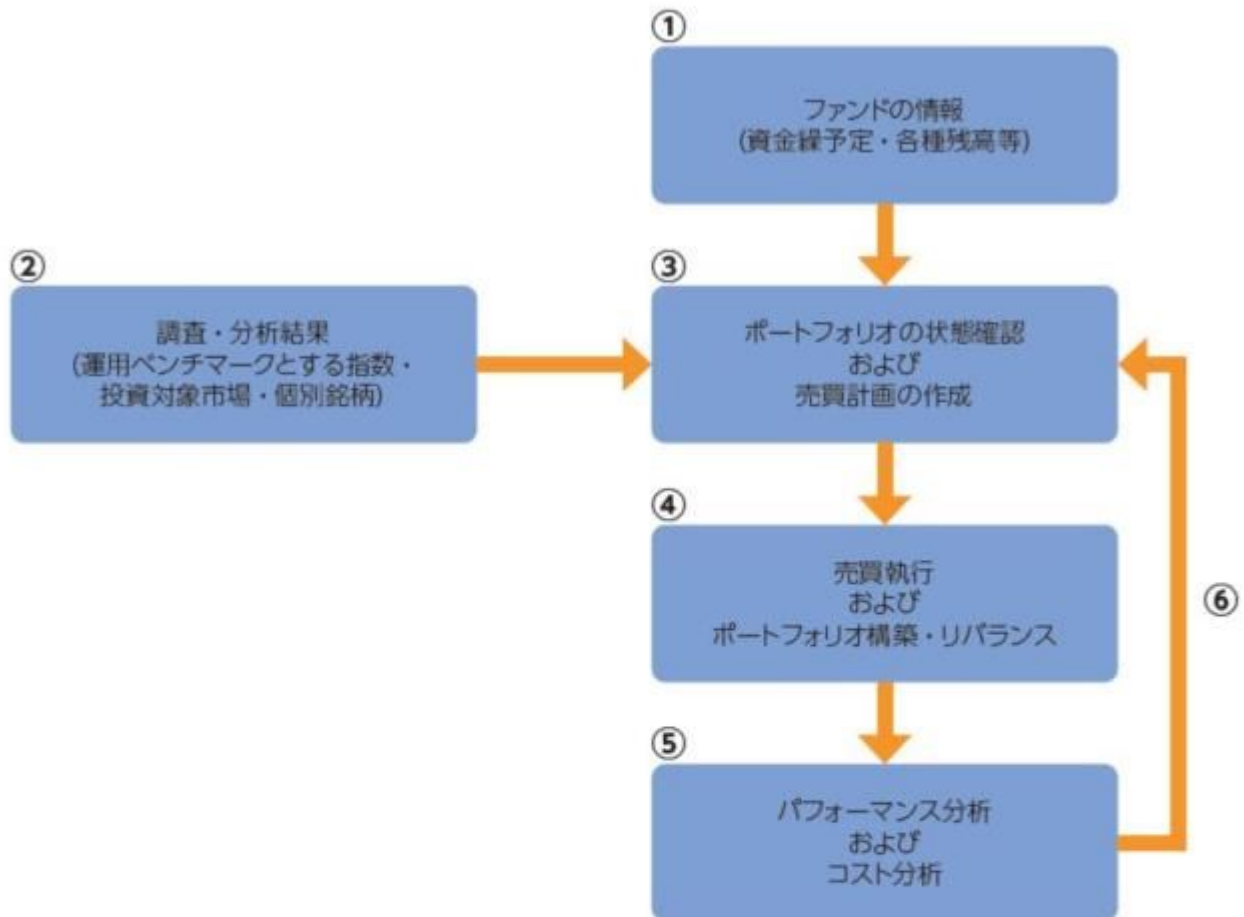 ①
ファンドの情報
(資金繰予定・各種残高等)
②
調査・分析結果
(運用ベンチマークとする指数・
投資対象市場・個別銘柄)
③
ポートフォリオの状態確認
および
売買計画の作成
④
売買執行
および
ポートフォリオ構築・リバランス
⑤
パフォーマンス分析
および
コスト分析
⑥